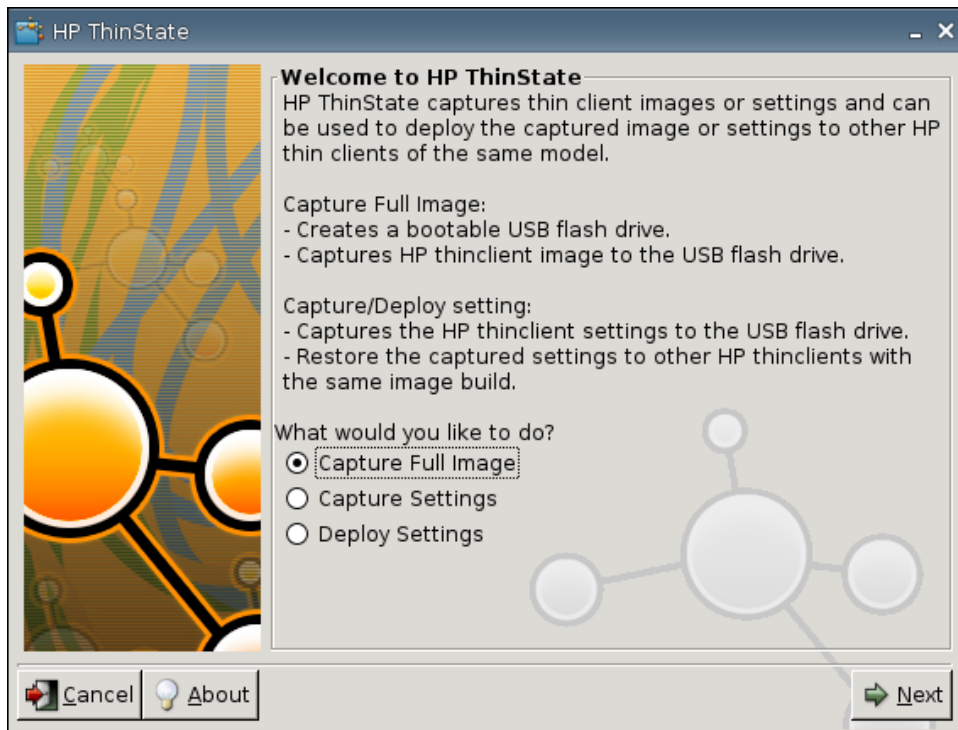 HP ThinState
Welcome to HP ThinState
HP ThinState captures thin client images or settings and can
be used to deploy the captured image or settings to other HP
thin clients of the same model.
Capture Full Image:
- Creates a bootable USB flash drive.
- Captures HP thinclient image to the USB flash drive.
Capture/Deploy setting:
- Captures the HP thinclient settings to the USB flash drive.
- Restore the captured settings to other HP thinclients with
the same image build.
What would you like to do?
Capture Full Image
Capture Settings
Deploy Settings
Cancel About Next